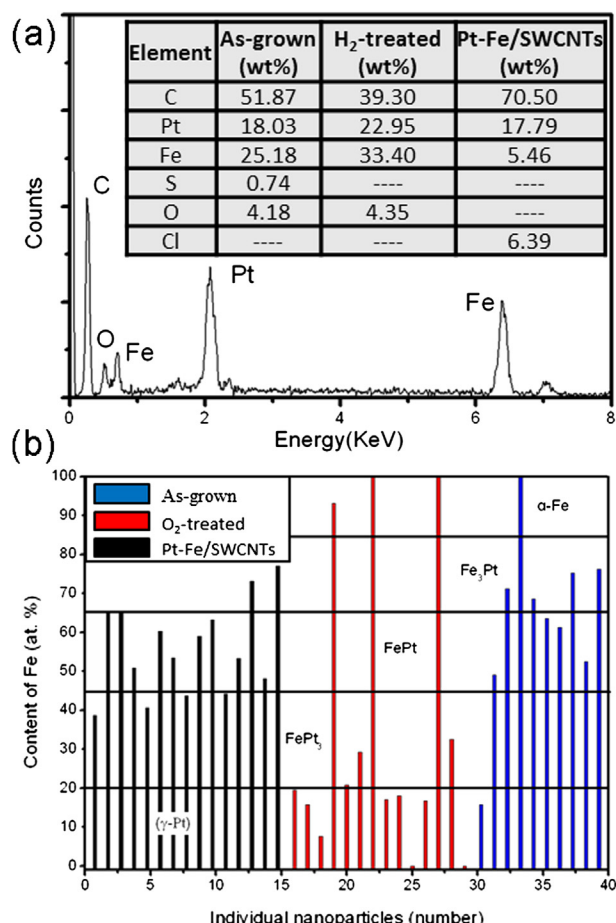 (a)
Element As-grown (wt%) H₂-treated (wt%) Pt-Fe/SWCNTs (wt%)
C 51.87 39.30 70.50
Pt 18.03 22.95 17.79
Fe 25.18 33.40 5.46
S 0.74 ---- ----
O 4.18 4.35 ----
Cl ---- ---- 6.39
Counts
C
O
Fe
Pt
Fe
0 2 4 6 8
Energy(KeV)
(b)
As-grown
O₂-treated
Pt-Fe/SWCNTs
α-Fe
Fe₃Pt
FePt
FePt₃
(γ-Pt)
Content of Fe (at. %)
100
90
80
70
60
50
40
30
20
10
0
0 5 10 15 20 25 30 35 40
Individual nanoparticles (number)